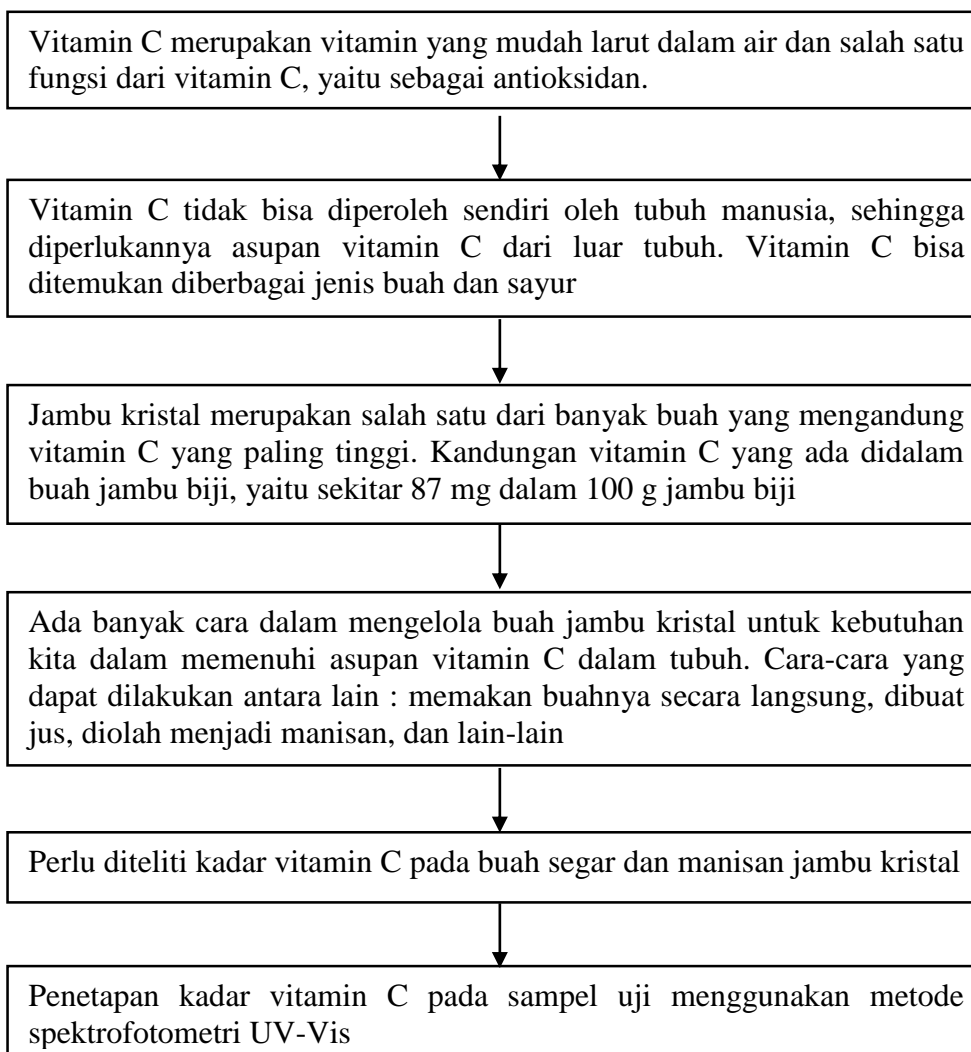 Vitamin C merupakan vitamin yang mudah larut dalam air dan salah satu
fungsi dari vitamin C, yaitu sebagai antioksidan.
Vitamin C tidak bisa diperoleh sendiri oleh tubuh manusia, sehingga
diperlukannya asupan vitamin C dari luar tubuh. Vitamin C bisa
ditemukan diberbagai jenis buah dan sayur
Jambu kristal merupakan salah satu dari banyak buah yang mengandung
vitamin C yang paling tinggi. Kandungan vitamin C yang ada didalam
buah jambu biji, yaitu sekitar 87 mg dalam 100 g jambu biji
Ada banyak cara dalam mengelola buah jambu kristal untuk kebutuhan
kita dalam memenuhi asupan vitamin C dalam tubuh. Cara-cara yang
dapat dilakukan antara lain : memakan buahnya secara langsung, dibuat
jus, diolah menjadi manisan, dan lain-lain
Perlu diteliti kadar vitamin C pada buah segar dan manisan jambu kristal
Penetapan kadar vitamin C pada sampel uji menggunakan metode
spektrofotometri UV-Vis